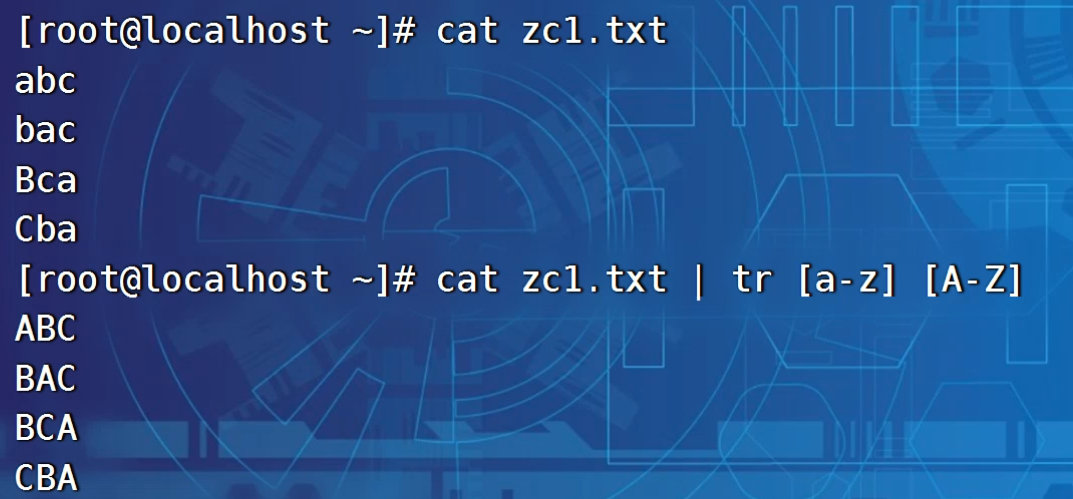 [root@localhost ~]# cat zc1.txt
abc
bac
Bca
Cba
[root@localhost ~]# cat zc1.txt | tr [a-z] [A-Z]
ABC
BAC
BCA
CBA